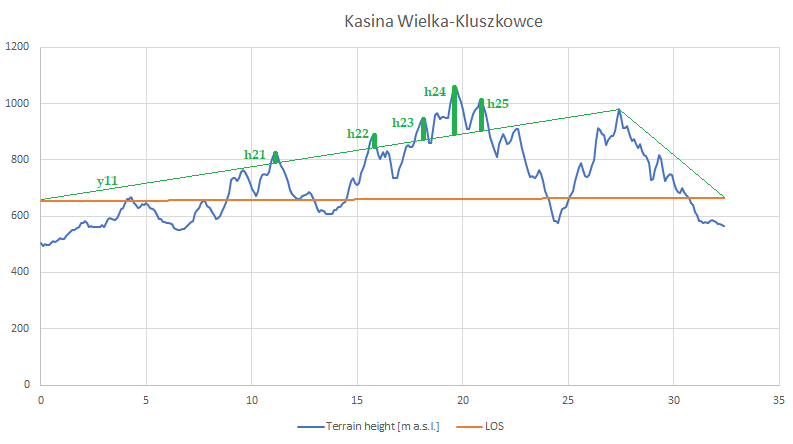 Kasina Wielka-Kluszkowce
1200
1000
800
600
400
200
0
h24
h25
h23
h22
h21
y11
0 5 10 15 20 25 30 35
Terrain height [m a.s.l.] LOS